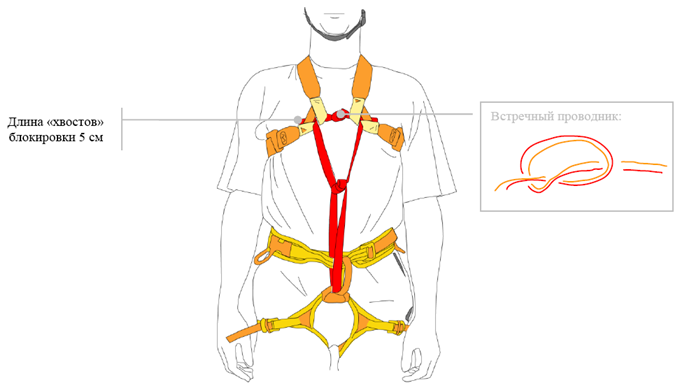 Длина «хвостов»
блокировки 5 см
Встречный проводник: